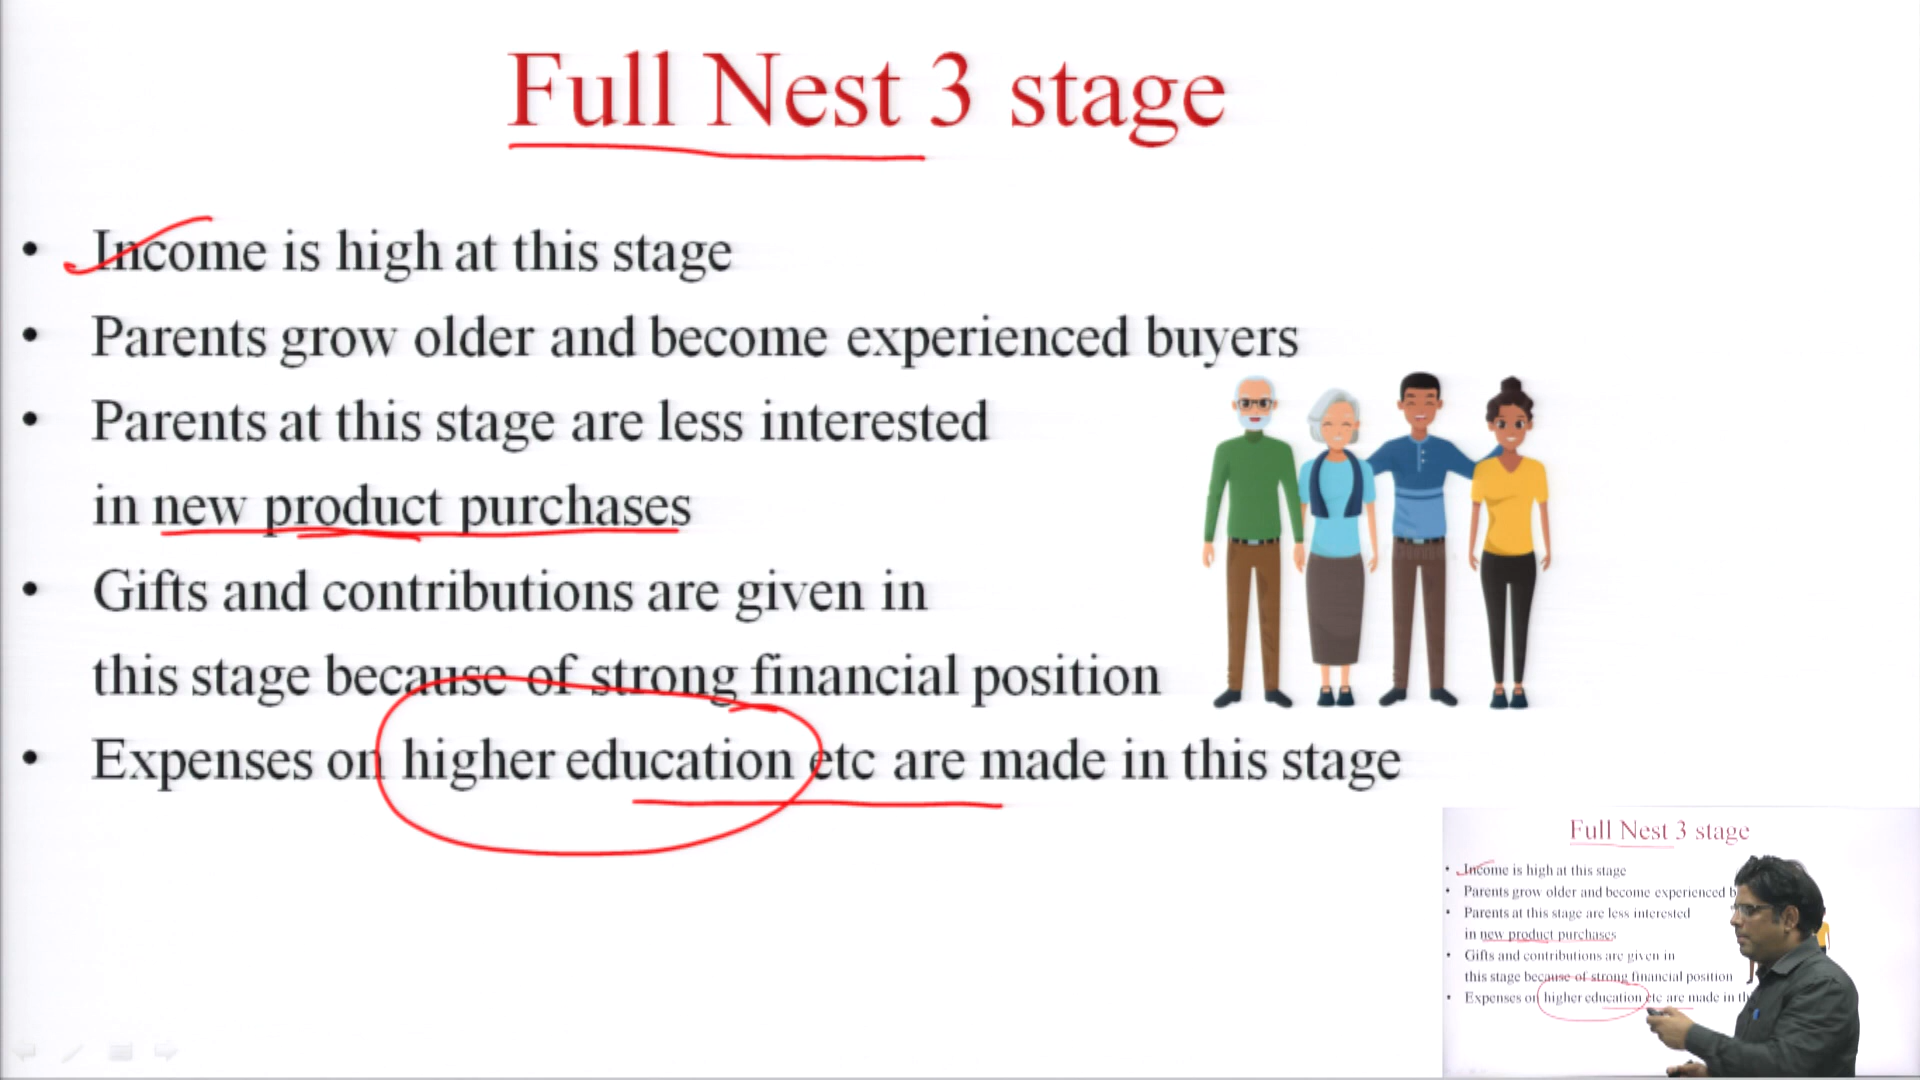 Full Nest 3 stage
• Income is high at this stage
• Parents grow older and become experienced buyers
• Parents at this stage are less interested
in new product purchases
• Gifts and contributions are given in
this stage because of strong financial position
• Expenses on higher education etc are made in this stage
Full Nest 3 stage
• Income is high at this stage
• Parents grow older and become experienced b
• Parents at this stage are less interested
in new product purchases
• Gifts and contributions are given in
this stage because of strong financial position
• Expenses on higher education etc are made in th